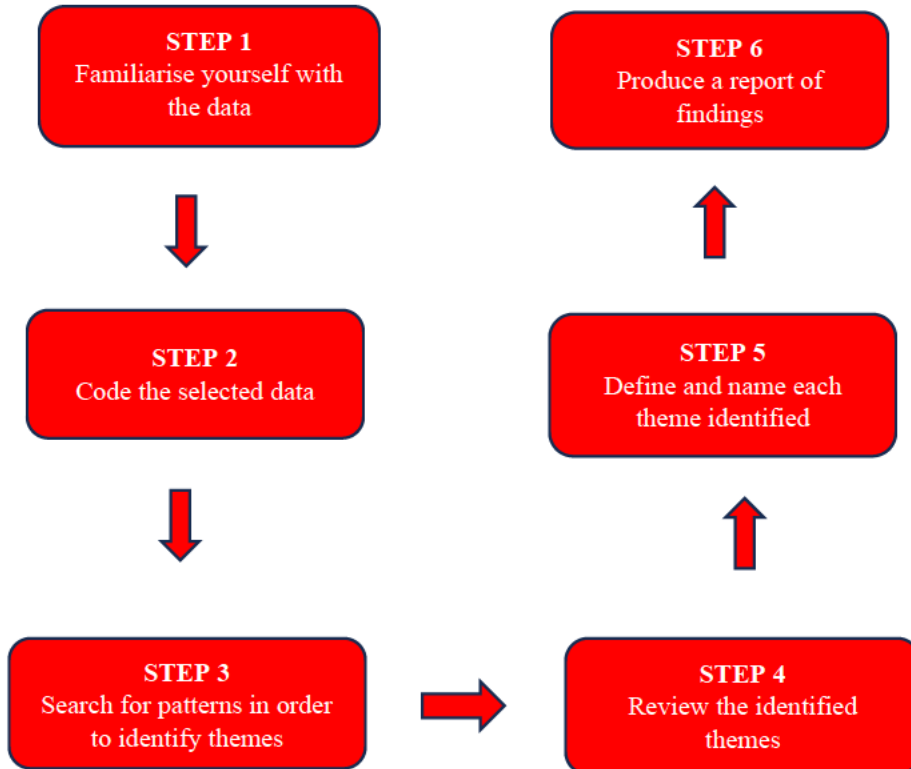 STEP 1
Familiarise yourself with
the data
STEP 2
Code the selected data
STEP 3
Search for patterns in order
to identify themes
STEP 4
Review the identified
themes
STEP 5
Define and name each
theme identified
STEP 6
Produce a report of
findings